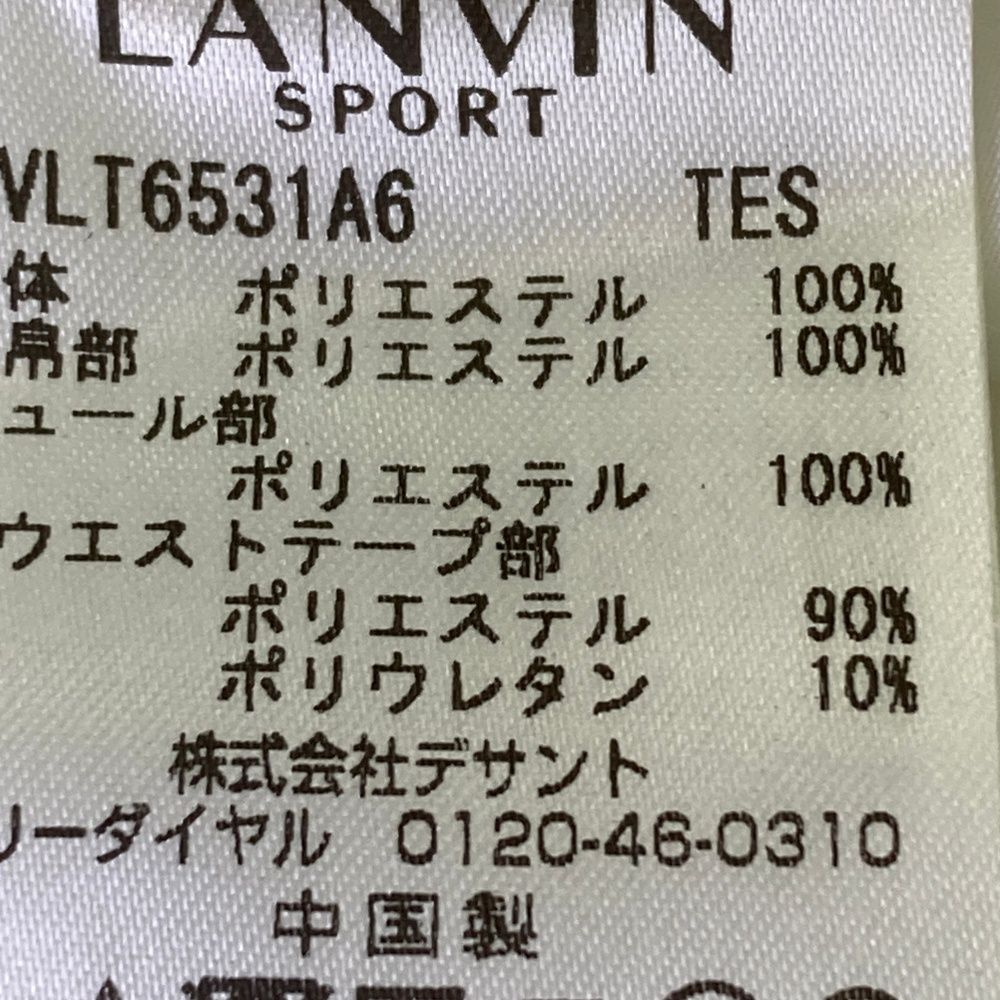 LANVIN
SPORT
VLT6531A6 TES
体 ポリエステル 100%
帛部 ポリエステル 100%
ュール部
ポリエステル 100%
ウエストテープ部
ポリエステル 90%
ポリウレタン 10%
株式会社デサント
リーダイヤル 0120-46-0310
中国製